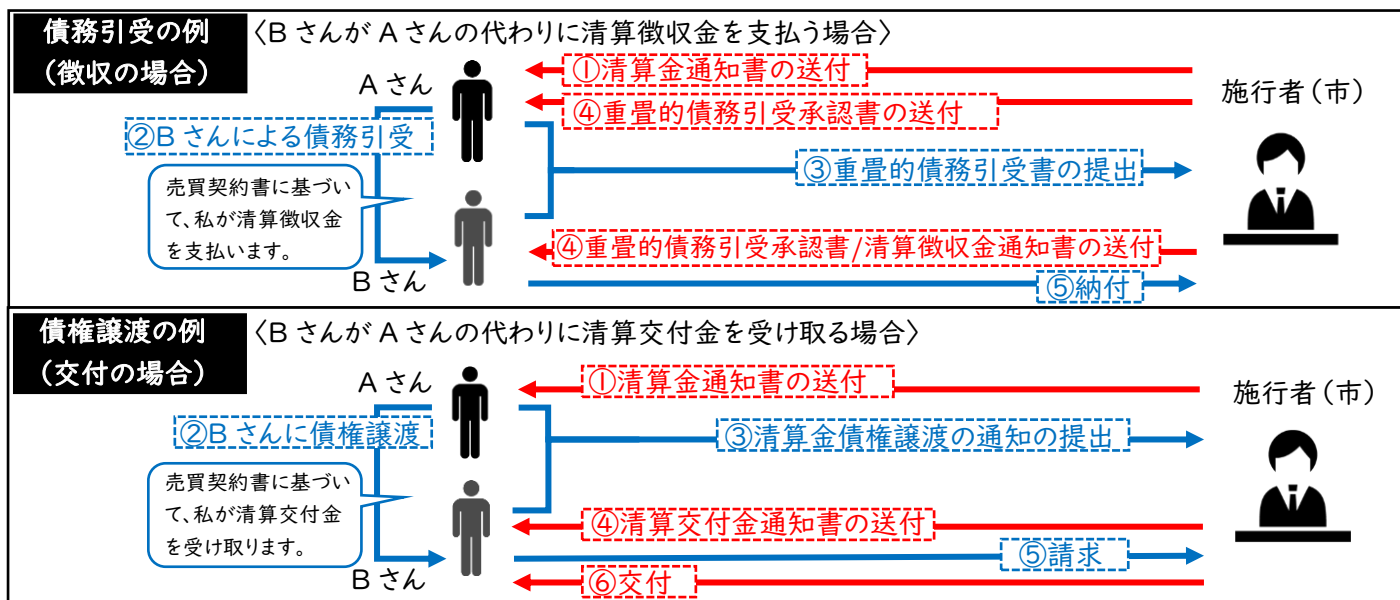 債務引受の例
(徴収の場合)
〈Bさんが Aさんの代わりに清算徴収金を支払う場合〉
Aさん
①清算金通知書の送付
④重畳的債務引受承認書の送付
施行者(市)
②Bさんによる債務引受
③重畳的債務引受書の提出
売買契約書に基づい
て、私が清算徴収金
を支払います。
④重畳的債務引受承認書/清算徴収金通知書の送付
Bさん
⑤納付
債権譲渡の例
(交付の場合)
〈Bさんが Aさんの代わりに清算交付金を受け取る場合〉
Aさん
①清算金通知書の送付
施行者(市)
②Bさんに債権譲渡
③清算金債権譲渡の通知の提出
売買契約書に基づい
て、私が清算交付金
を受け取ります。
④清算交付金通知書の送付
⑤請求
Bさん
⑥交付